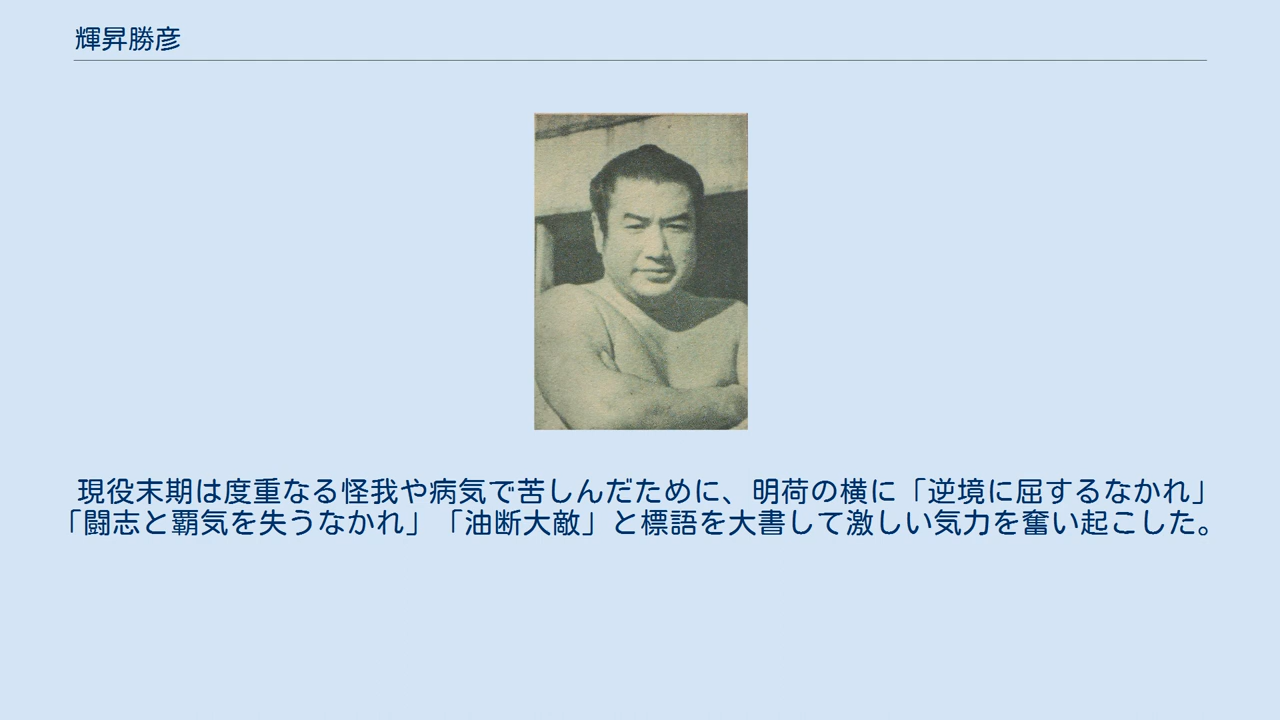 輝昇勝彦
現役末期は度重なる怪我や病気で苦しんだために、明荷の横に「逆境に屈するなかれ」
「闘志と覇気を失うなかれ」「油断大敵」と標語を大書して激しい気力を奮い起こした。